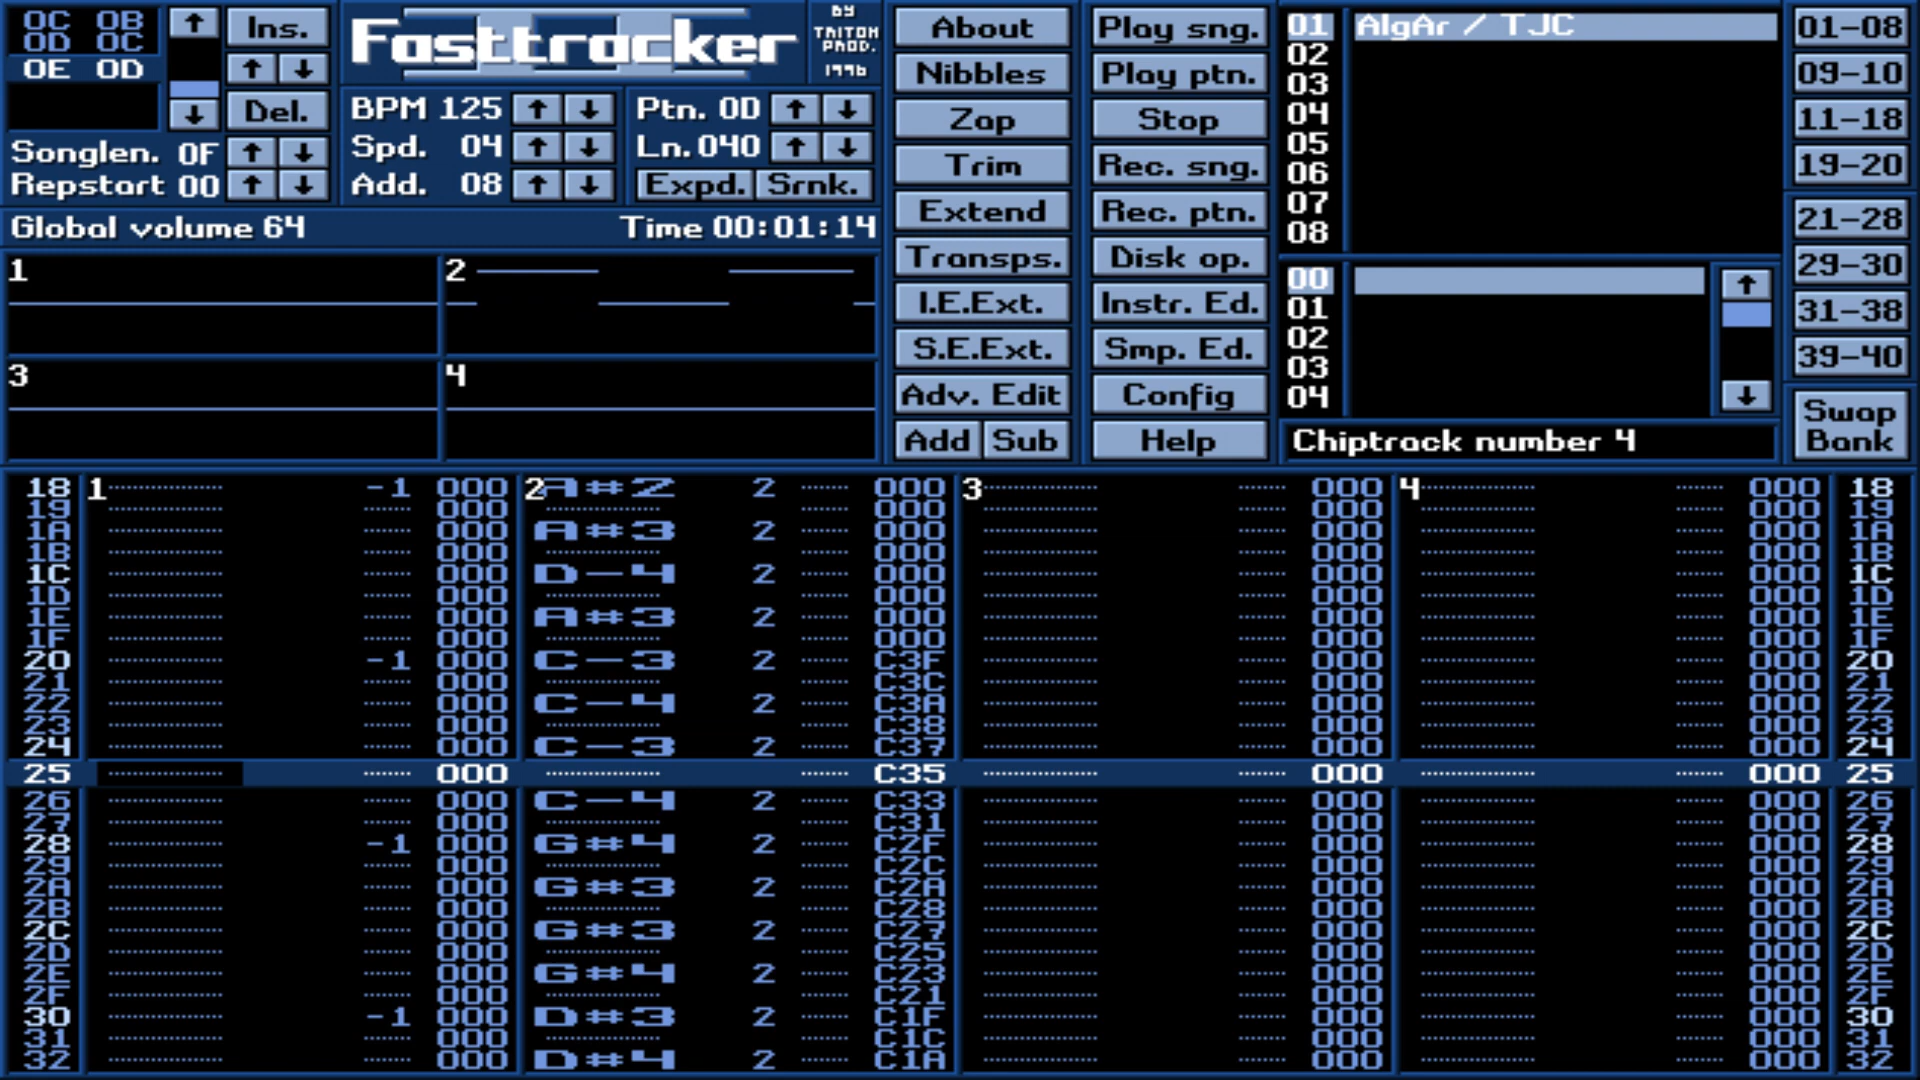 0C 0B
0D 0C
0E 0D
Ins.
Del.
Songlen. 0F
Repstart 00
Fasttracker
BY
TRITON
PROD.
1996
BPM 125
Spd. 04
Add. 08
Ptn. 0D
Ln. 040
Expd. Srnk.
Global volume 64
Time 00:01:14
1
2
3
4
About
Nibbles
Zap
Trim
Extend
Transps.
I.E.Ext.
S.E.Ext.
Adv. Edit
Add Sub
Play sng.
Play ptn.
Stop
Rec. sng.
Rec. ptn.
Disk op.
Instr. Ed.
Smp. Ed.
Config
Help
01 AlgAr / TJC
02
03
04
05
06
07
08
00
01
02
03
04
Chiptrack number 4
01-08
09-10
11-18
19-20
21-28
29-30
31-38
39-40
Swap
Bank
18 1 -1 000 2 A#2 2 000 3 000 4 000 18
19 000 000 000 000 19
1A 000 A#3 2 000 000 000 1A
1B 000 000 000 000 1B
1C 000 D-4 2 000 000 000 1C
1D 000 000 000 000 1D
1E 000 A#3 2 000 000 000 1E
1F 000 000 000 000 1F
20 -1 000 C-3 2 C3F 000 000 20
21 000 C3C 000 000 21
22 000 C-4 2 C3A 000 000 22
23 000 C38 000 000 23
24 000 C-3 2 C37 000 000 24
25 000 C35 000 000 25
26 000 C-4 2 C33 000 000 26
27 000 C31 000 000 27
28 -1 000 G#4 2 C2F 000 000 28
29 000 C2C 000 000 29
2A 000 G#3 2 C2A 000 000 2A
2B 000 C28 000 000 2B
2C 000 G#3 2 C27 000 000 2C
2D 000 C25 000 000 2D
2E 000 G#4 2 C23 000 000 2E
2F 000 C21 000 000 2F
30 -1 000 D#3 2 C1F 000 000 30
31 000 C1C 000 000 31
32 000 D#4 2 C1A 000 000 32